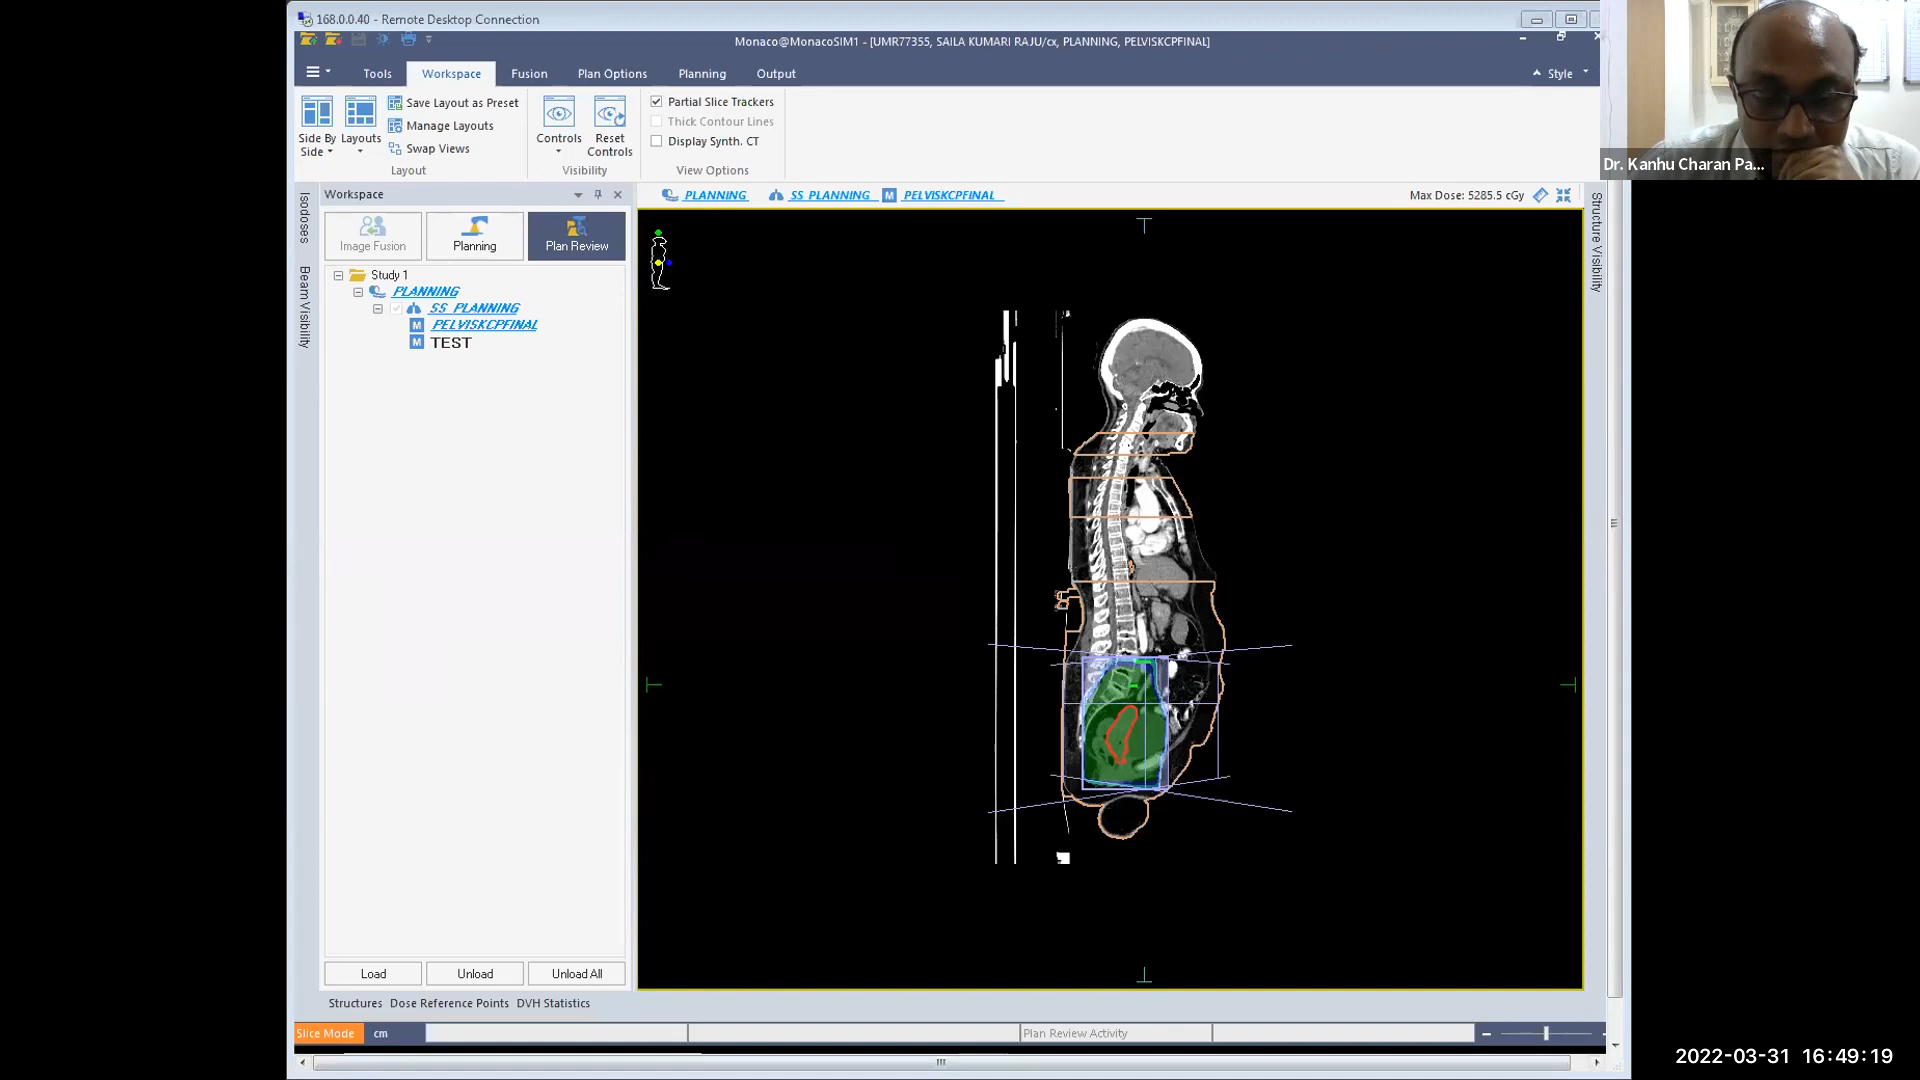 168.0.0.40 - Remote Desktop Connection
Monaco@MonacoSIM1 - [UMR77355, SAILA KUMARI RAJU/cx, PLANNING, PELVISKCPFINAL]
Tools Workspace Fusion Plan Options Planning Output Style
Side By Side
Layouts
Save Layout as Preset
Manage Layouts
Swap Views
Layout
Controls
Reset Controls
Visibility
Partial Slice Trackers
Thick Contour Lines
Display Synth. CT
View Options
Dr. Kanhu Charan Pa...
Isodoses
Beam Visibility
Workspace
Image Fusion
Planning
Plan Review
Study 1
PLANNING
SS_PLANNING
M PELVISKCPFINAL
M TEST
Load Unload Unload All
Structures Dose Reference Points DVH Statistics
PLANNING SS_PLANNING M PELVISKCPFINAL
Max Dose: 5285.5 cGy
Structure Visibility
Slice Mode cm Plan Review Activity
2022-03-31 16:49:19